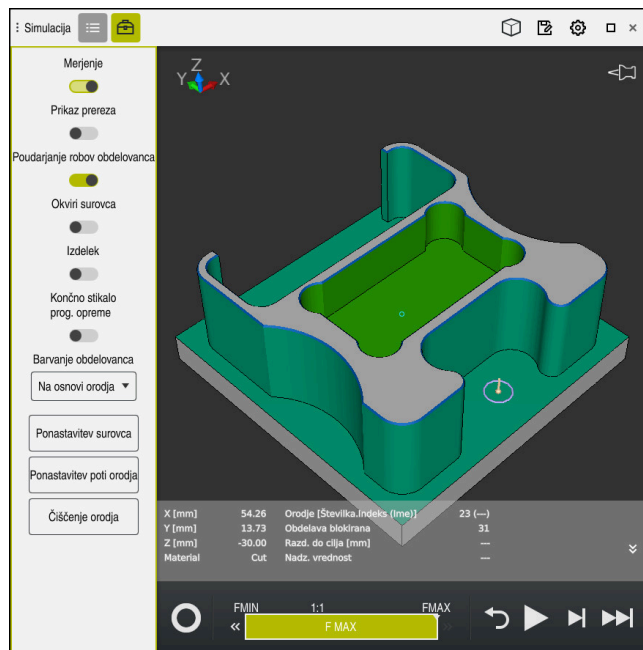 Simulacija
Merjenje
Prikaz prereza
Poudarjanje robov obdelovanca
Okviri surovca
Izdelek
Končno stikalo
prog. opreme
Barvanje obdelovanca
Na osnovi orodja
Ponastavitev surovca
Ponastavitev poti orodja
Čiščenje orodja
Z
Y X
X [mm] 54.26 Orodje [Številka.Indeks (Ime)] 23 (---)
Y [mm] 13.73 Obdelava blokirana 31
Z [mm] -30.00 Razd. do cilja [mm] ---
Material Cut Nadz. vrednost ---
FMIN 1:1 FMAX
F MAX